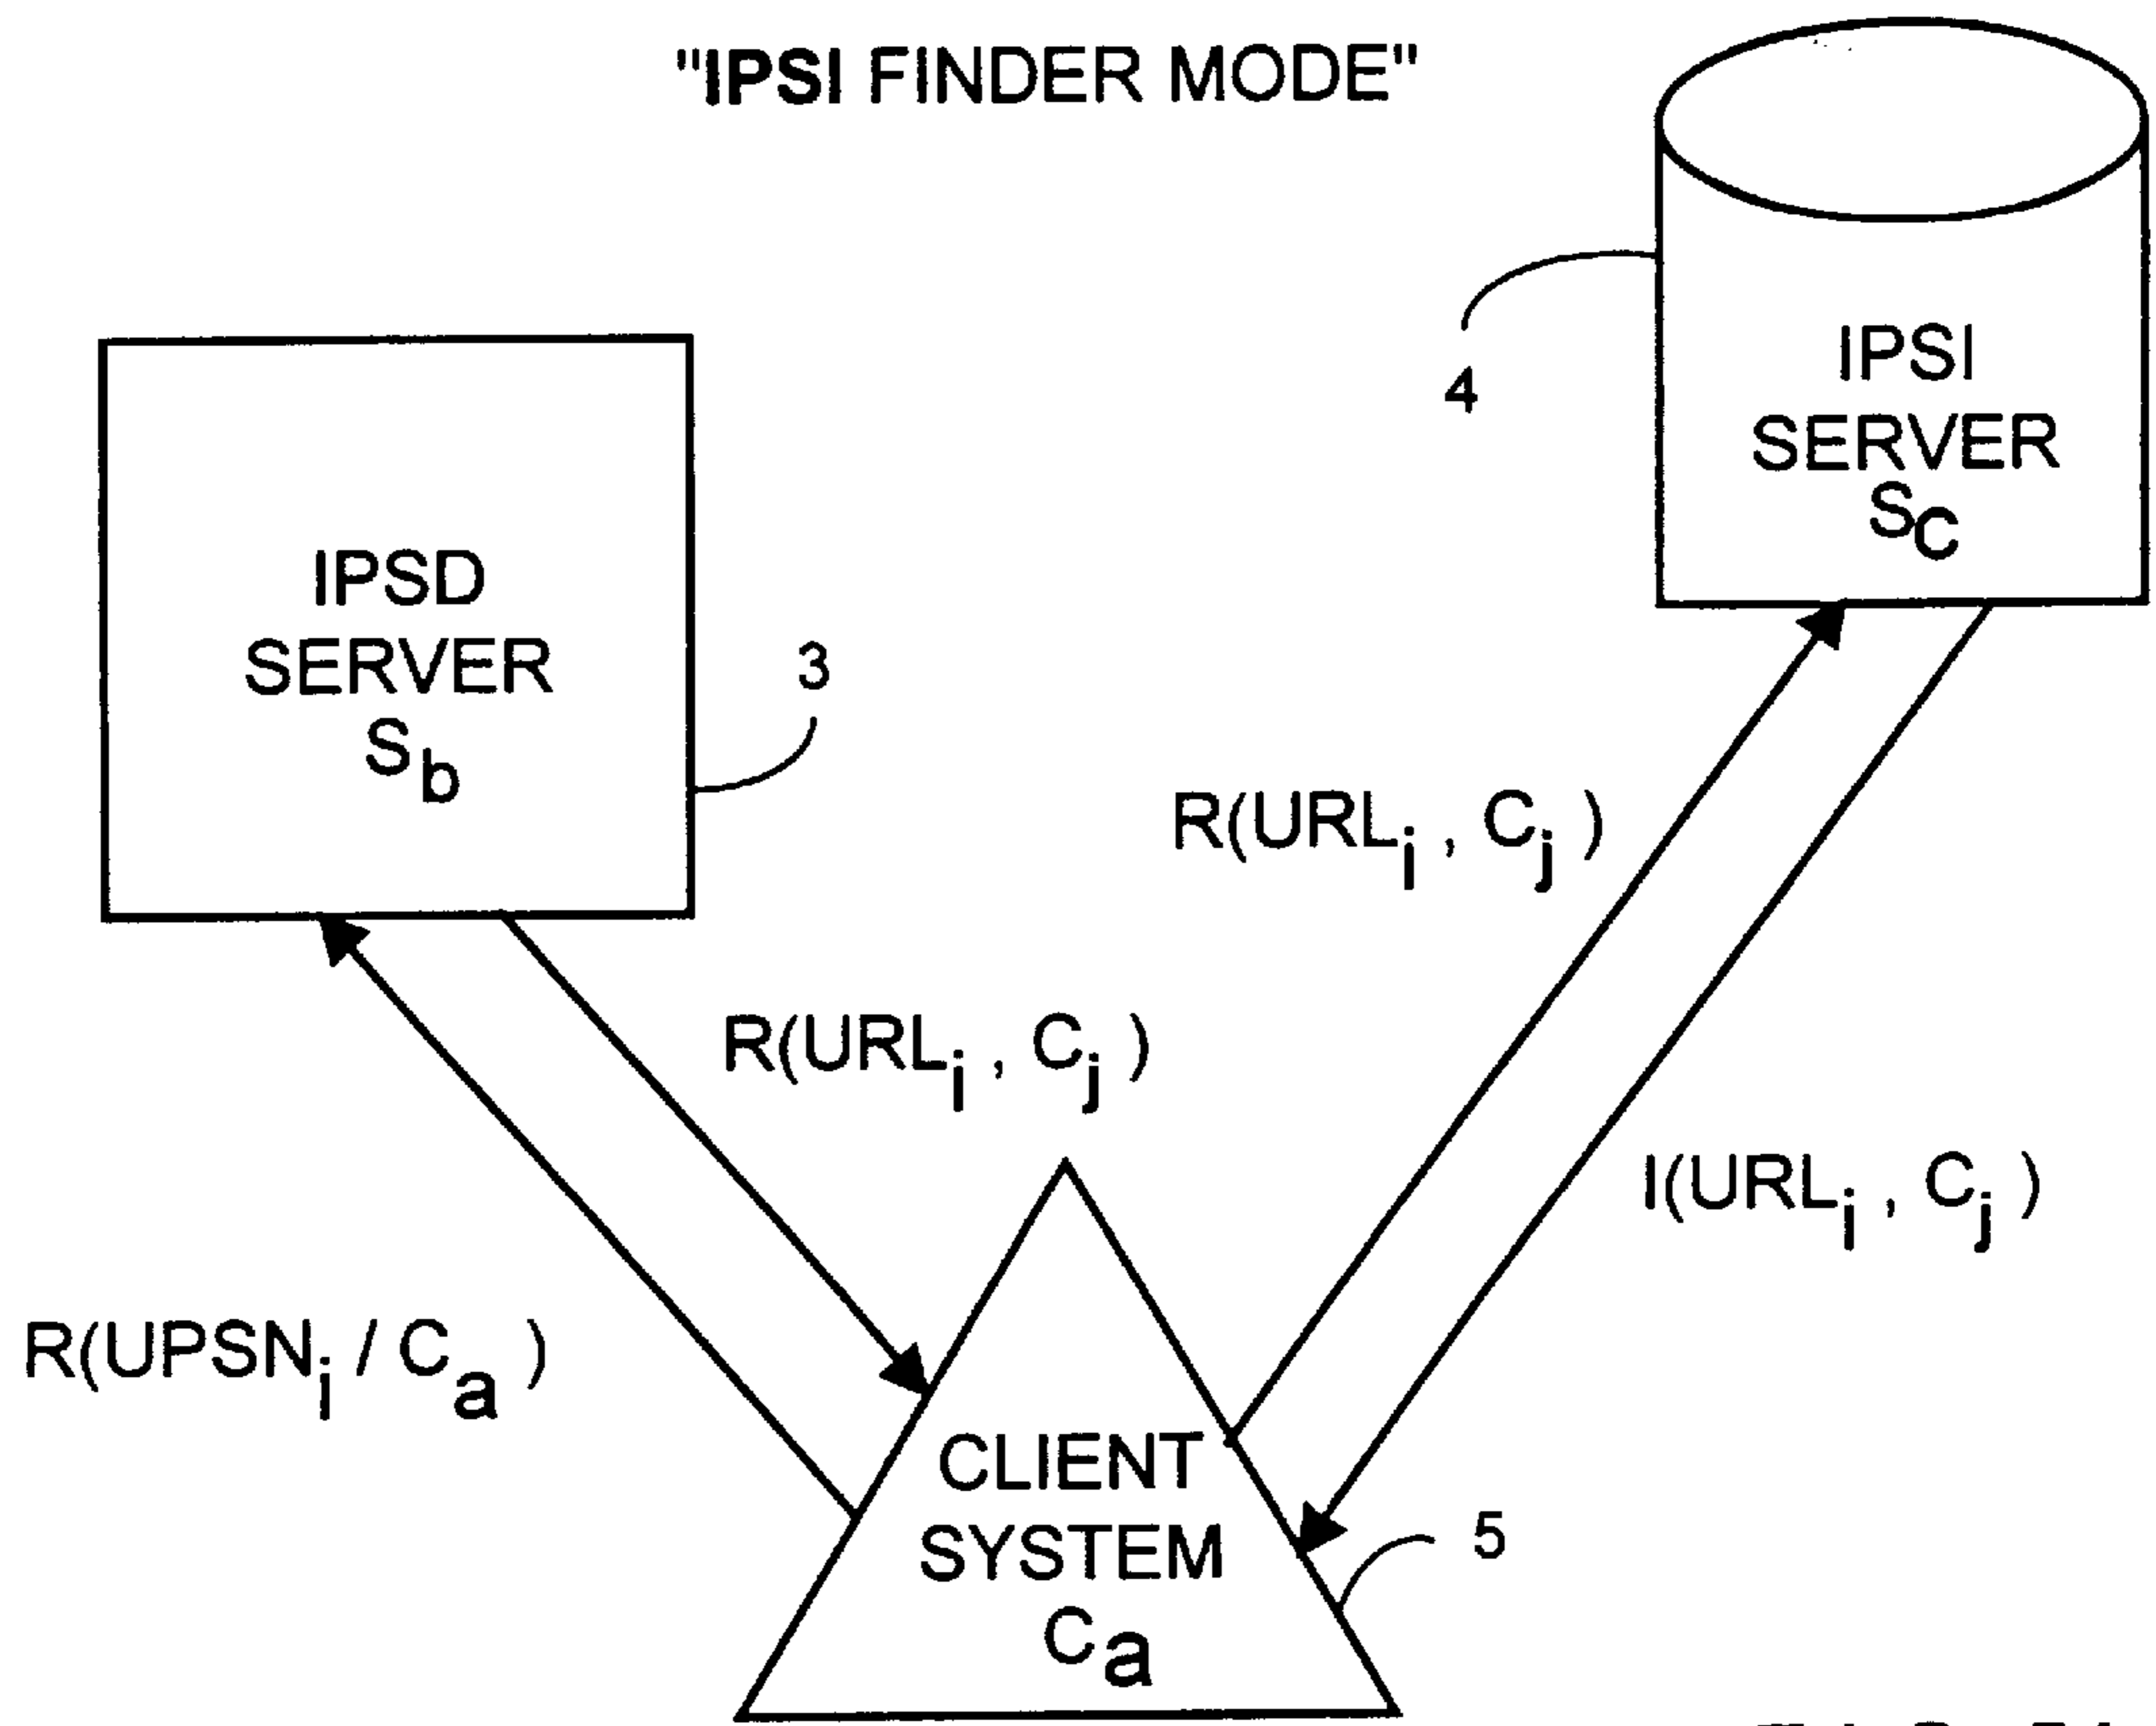 "IPSI FINDER MODE"
IPSI
SERVER
Sc
4
IPSD
SERVER
Sb
3
R(URLi , Cj )
R(URLi , Cj )
I(URLi , Cj )
R(UPSNi / Ca )
CLIENT
SYSTEM
Ca
5